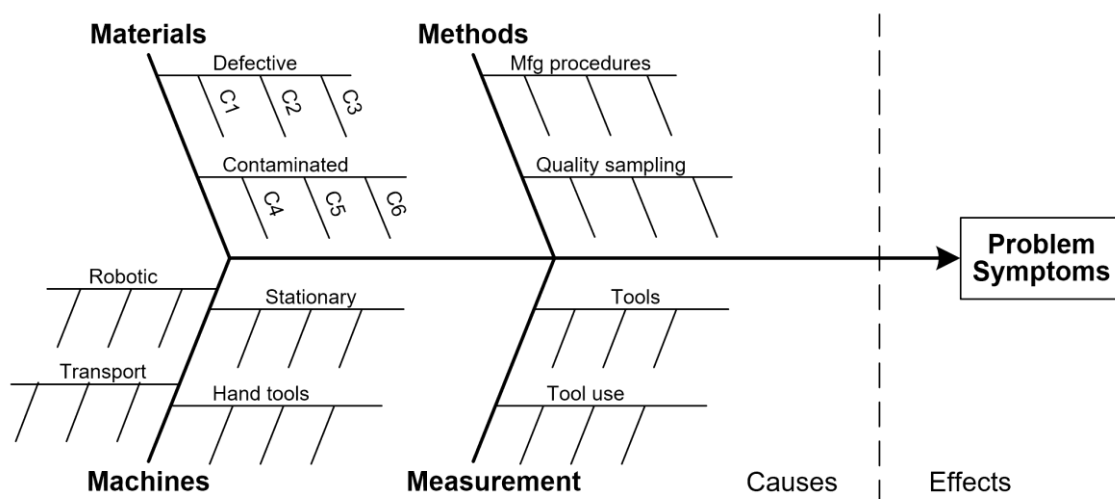 Materials
Defective
C1
C2
C3
Contaminated
C4
C5
C6
Methods
Mfg procedures
Quality sampling
Problem
Symptoms
Robotic
Transport
Stationary
Hand tools
Machines
Tools
Tool use
Measurement
Causes
Effects